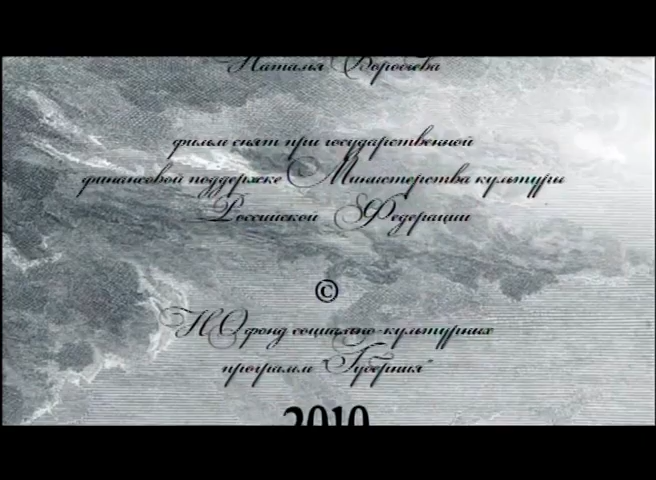 Наталья Воробьева
фильм снят при государственной
финансовой поддержке Министерства культуры
Российской Федерации
©
НО фонд социально-культурных
программ "Губерния"
2010